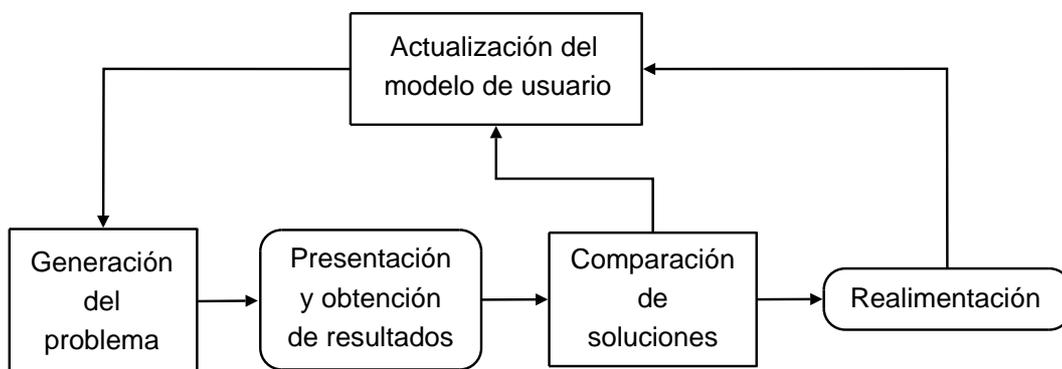 Actualización del
modelo de usuario
Generación
del
problema
Presentación
y obtención
de resultados
Comparación
de
soluciones
Realimentación